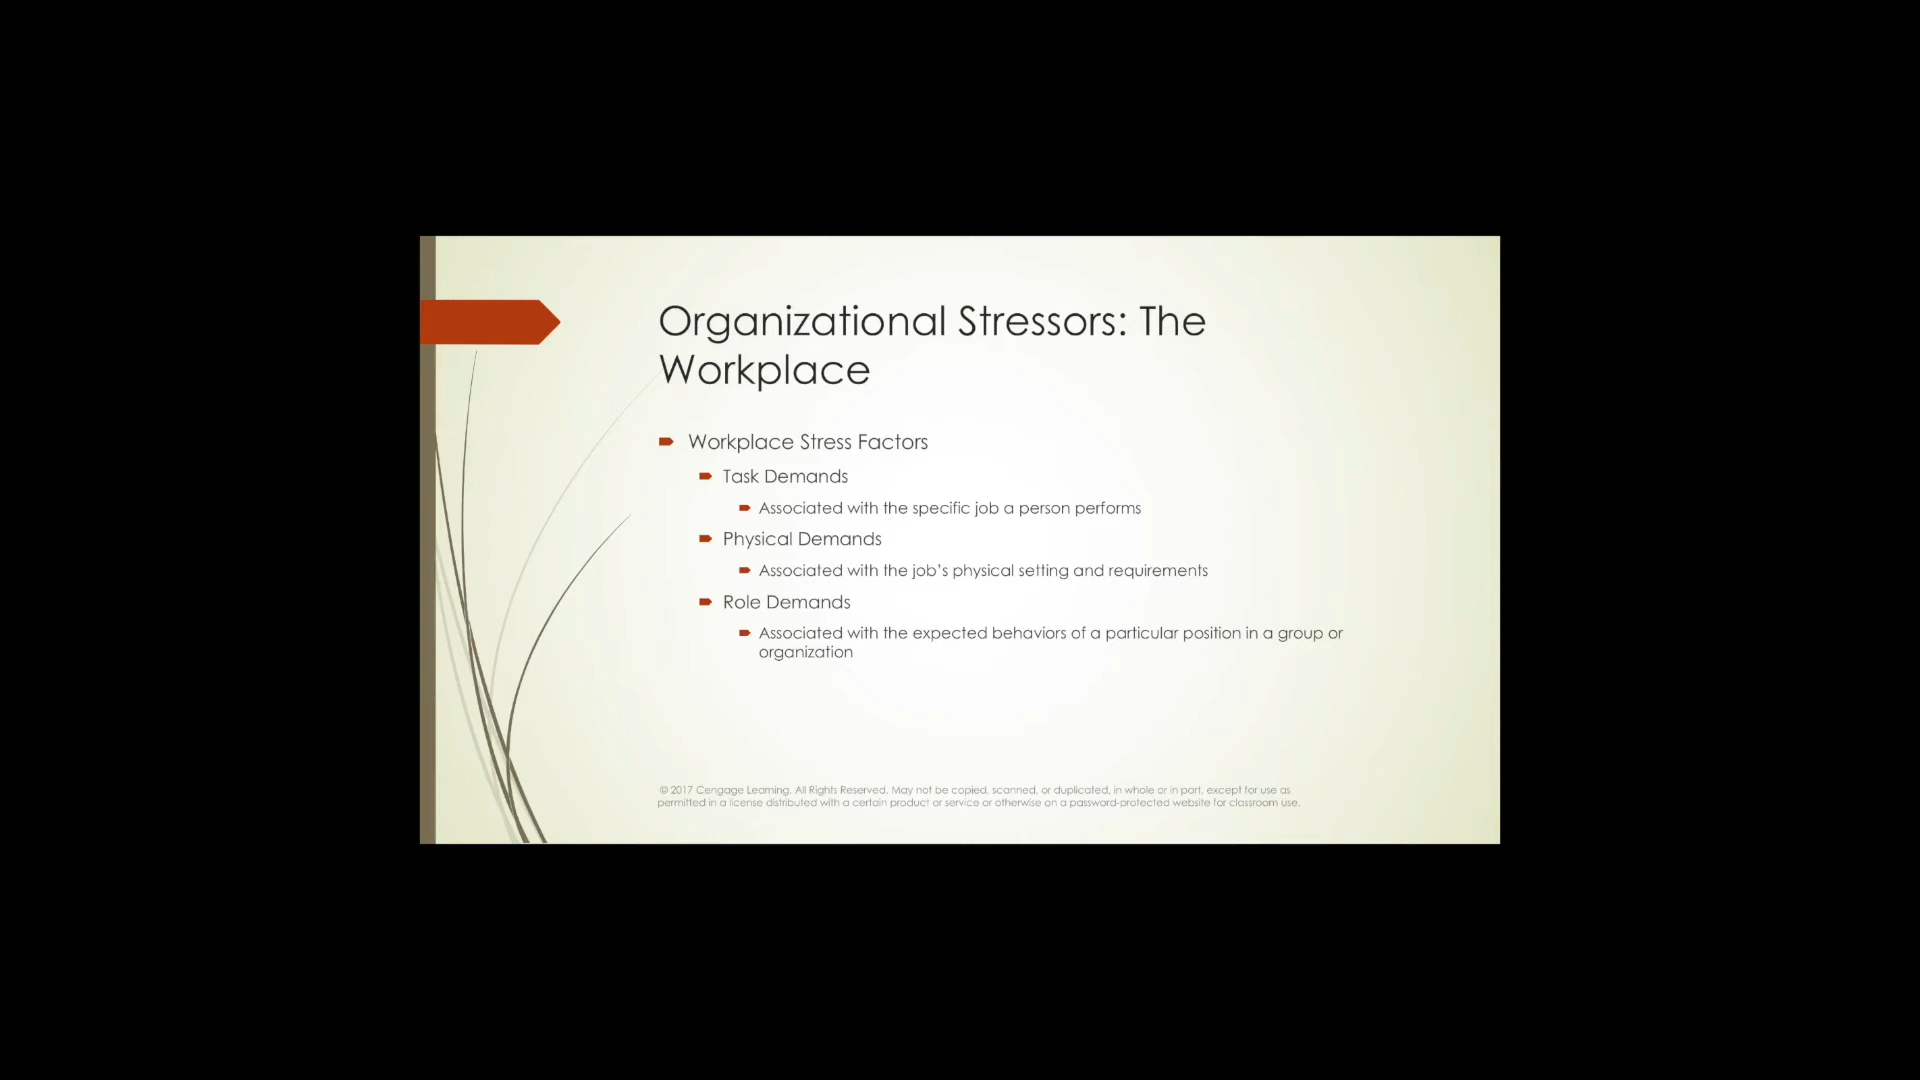 Organizational Stressors: The
Workplace
Workplace Stress Factors
Task Demands
Associated with the specific job a person performs
Physical Demands
Associated with the job's physical setting and requirements
Role Demands
Associated with the expected behaviors of a particular position in a group or
organization
© 2017 Cengage Learning. All Rights Reserved. May not be copied, scanned, or duplicated, in whole or in part, except for use as
permitted in a license distributed with a certain product or service or otherwise on a password-protected website for classroom use.